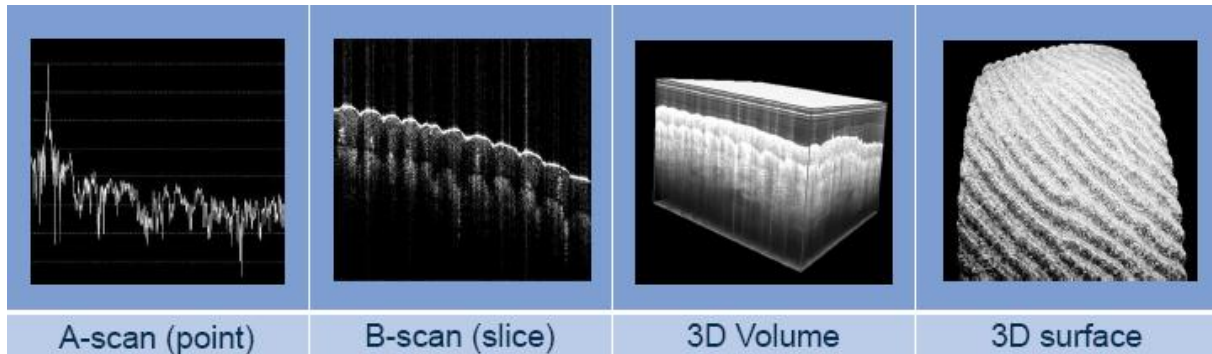 A-scan (point)
B-scan (slice)
3D Volume
3D surface